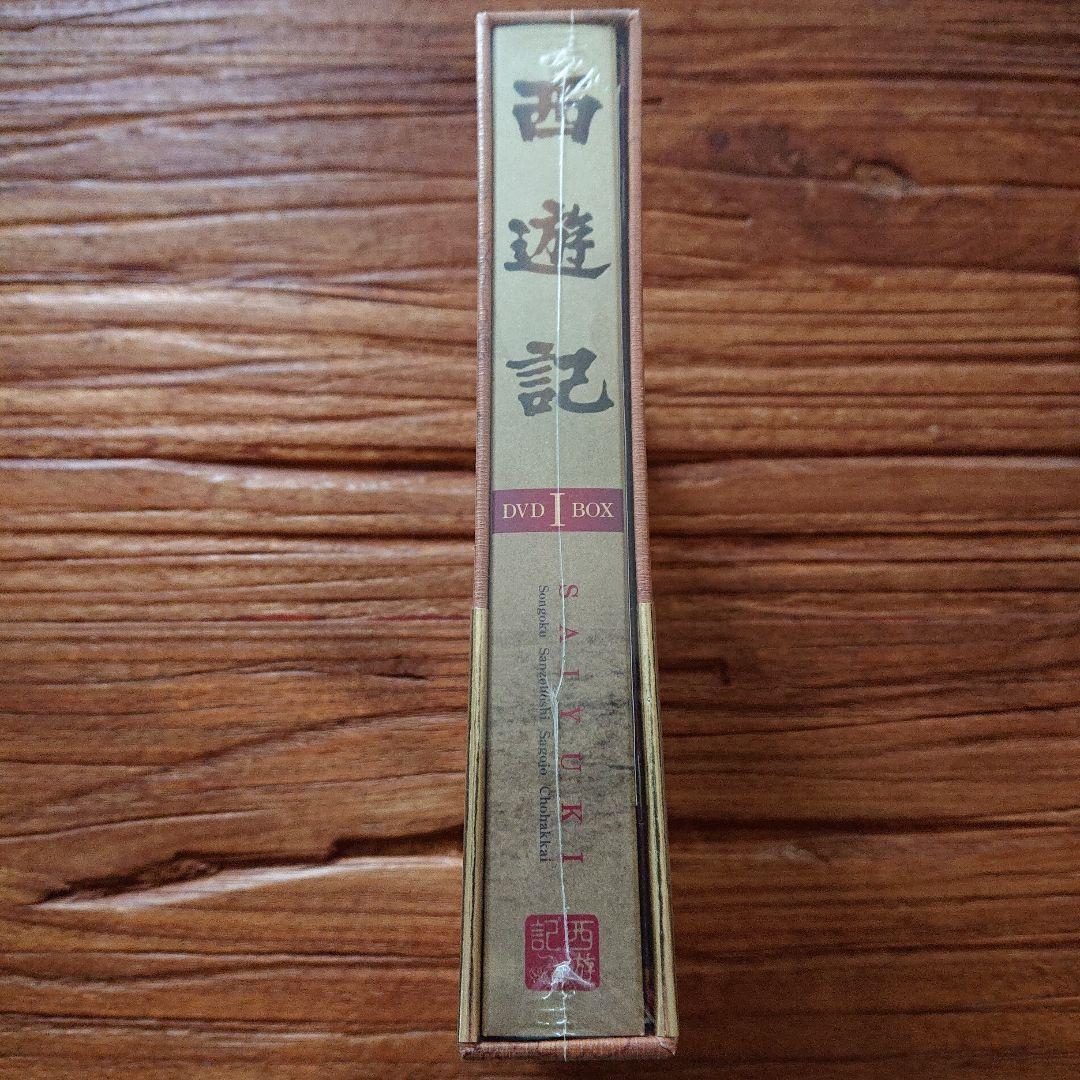 西遊記
DVD I BOX
SAIYUKI
Songoku Sanzohoshi Sagojo Chohakkai
西遊記